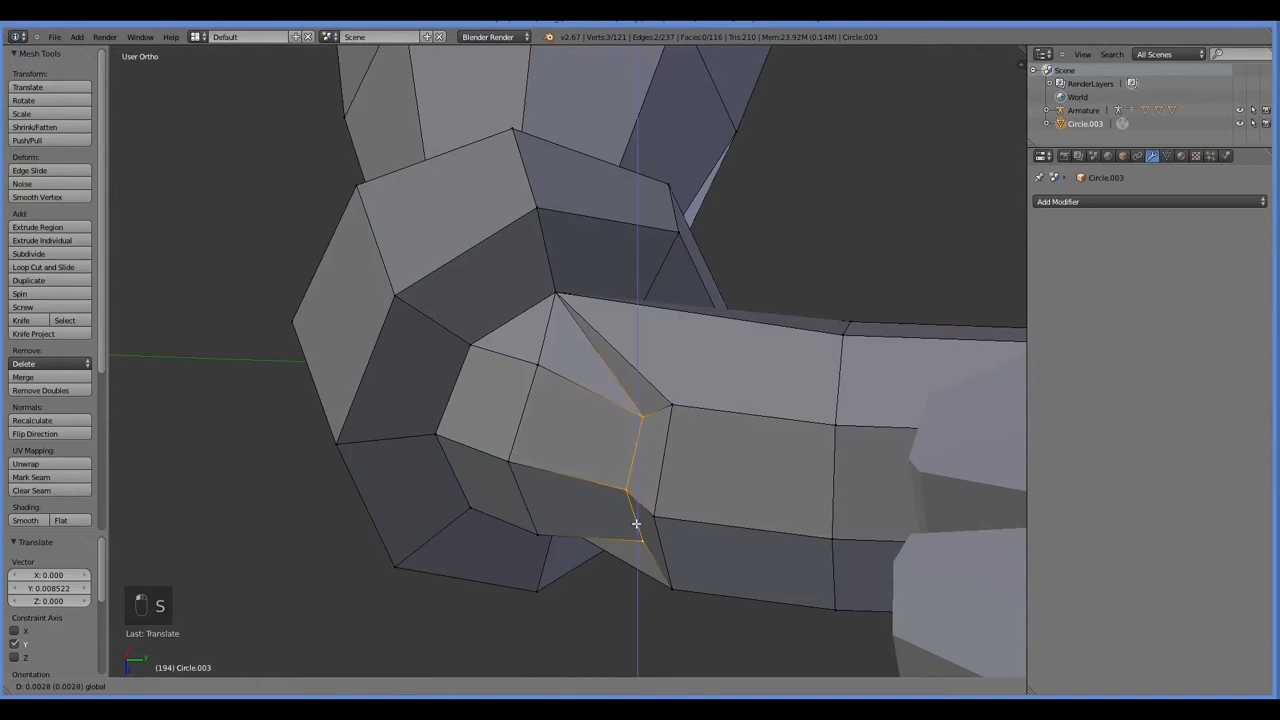 File Add Render Window Help Default Scene Blender Render v2.67 | Verts:3/121 | Edges:2/237 | Faces:0/116 | Tris:210 | Mem:23.92M (0.14M) | Circle.003
Mesh Tools
Transform:
Translate
Rotate
Scale
Shrink/Fatten
Push/Pull
Deform:
Edge Slide
Noise
Smooth Vertex
Add:
Extrude Region
Extrude Individual
Subdivide
Loop Cut and Slide
Duplicate
Spin
Screw
Knife Select
Knife Project
Remove:
Delete
Merge
Remove Doubles
Normals:
Recalculate
Flip Direction
UV Mapping:
Unwrap
Mark Seam
Clear Seam
Shading:
Smooth Flat
Translate
Vector
X: 0.000
Y: 0.008522
Z: 0.000
Constraint Axis
X
Y
Z
Orientation
D: 0.0028 (0.0028) global
User Ortho
S
Last: Translate
(194) Circle.003
View Search All Scenes
Scene
RenderLayers
World
Armature
Circle.003
Circle.003
Add Modifier